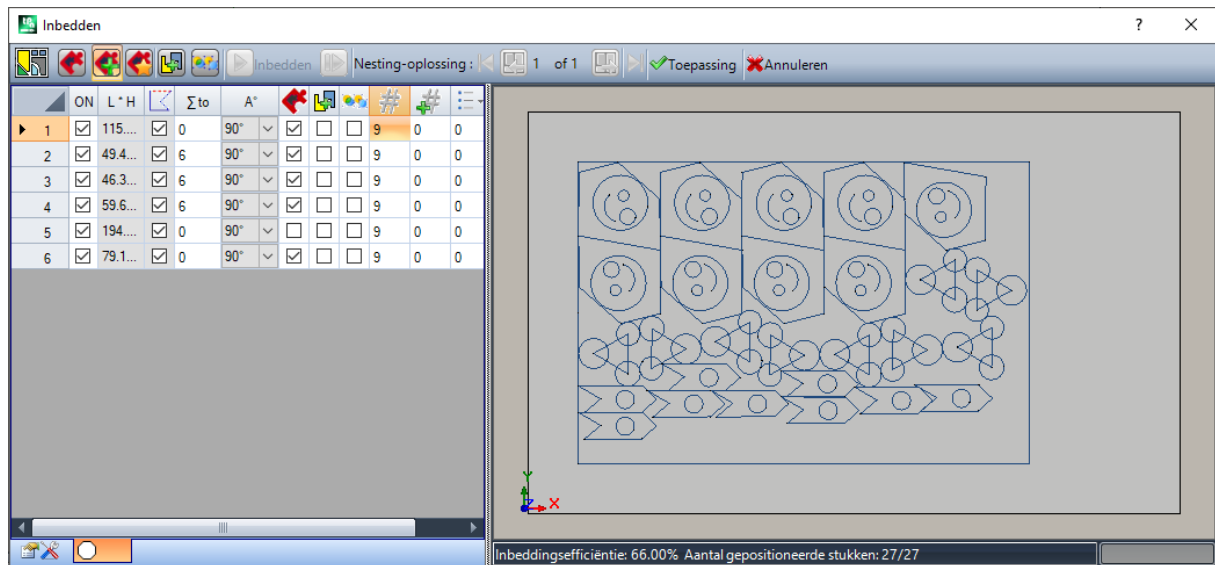 Inbedden ?
Inbedden Nesting-oplossing : 1 of 1 Toepassing Annuleren
ON L * H Σto A°
1 115.... 0 90° 9 0 0
2 49.4... 6 90° 9 0 0
3 46.3... 6 90° 9 0 0
4 59.6... 6 90° 9 0 0
5 194.... 0 90° 9 0 0
6 79.1... 0 90° 9 0 0
Y
Z X
Inbeddingsefficiëntie: 66.00% Aantal gepositioneerde stukken: 27/27